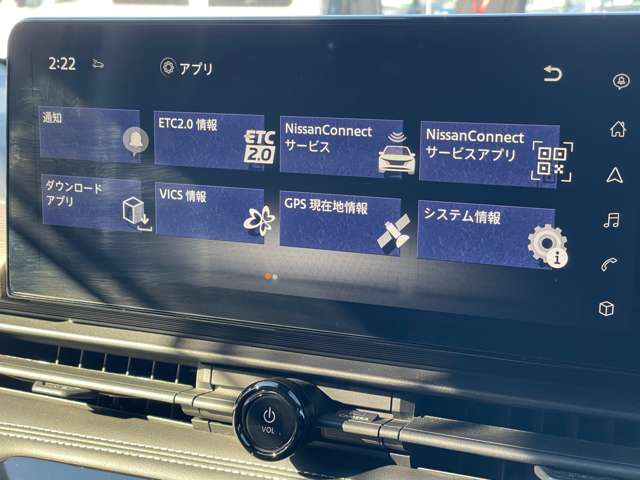 2:22
アプリ
通知
ETC2.0 情報
ETC
2.0
NissanConnect
サービス
NissanConnect
サービスアプリ
ダウンロード
アプリ
VICS 情報
GPS 現在地情報
システム情報
i
VOL